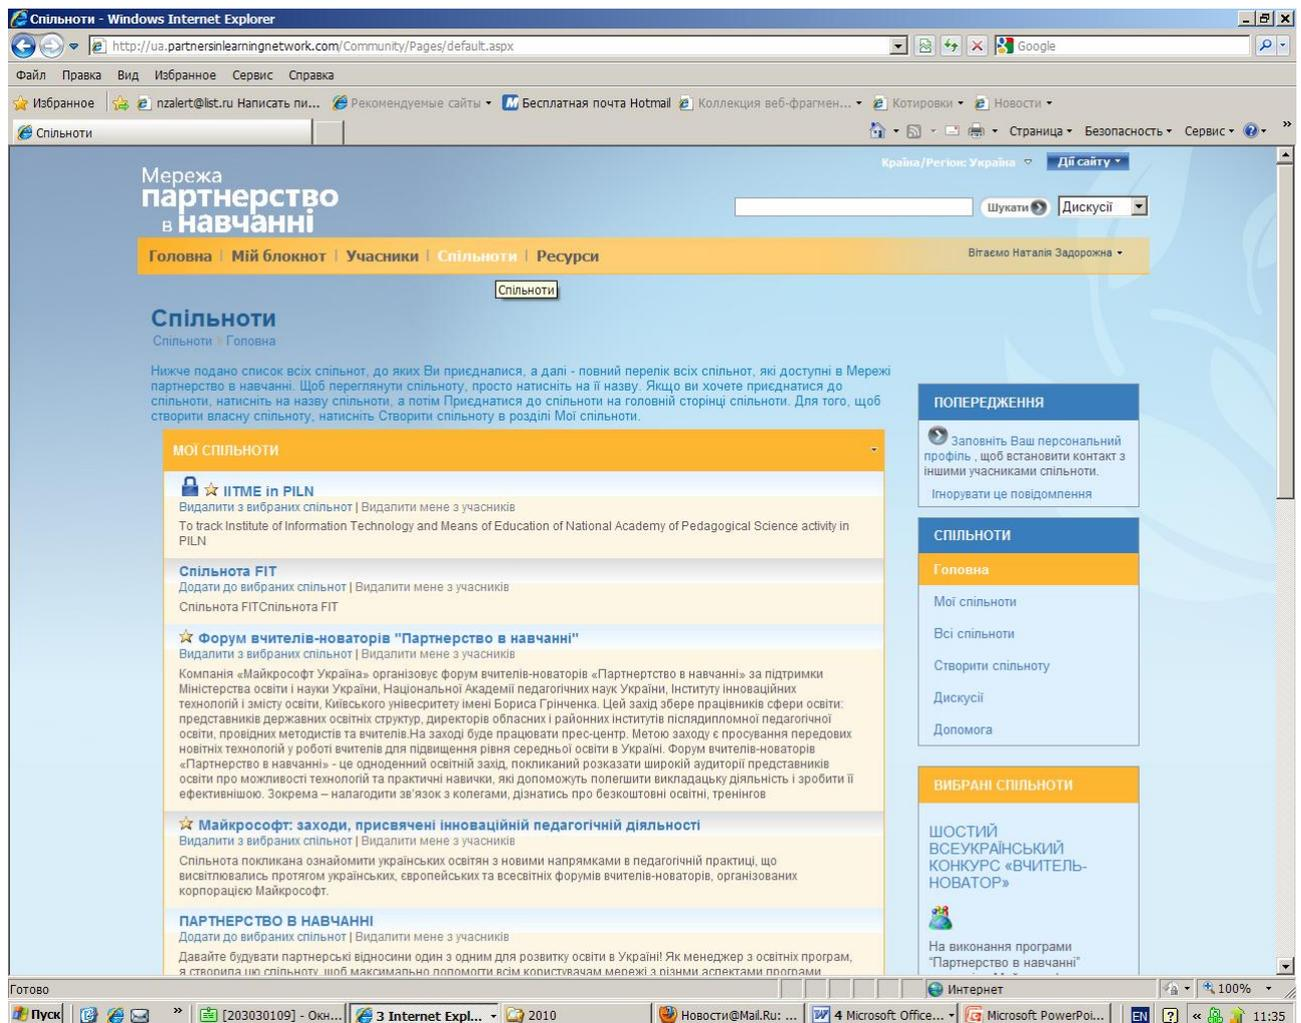 Спільноти - Windows Internet Explorer
http://ua.partnersinlearningnetwork.com/Community/Pages/default.aspx
Google
Файл Правка Вид Избранное Сервис Справка
Избранное nzalert@list.ru Написать пи... Рекомендуемые сайты Бесплатная почта Hotmail Коллекция веб-фрагмен... Котировки Новости
Спільноти
Страница Безопасность Сервис »
Країна/Регіон: Україна Дії сайту
Мережа
партнерство
в навчанні
Шукати Дискусії
Головна | Мій блокнот | Учасники | Спільноти | Ресурси
Вітаємо Наталія Задорожна
Спільноти
Спільноти
Спільноти Головна
Нижче подано список всіх спільнот, до яких Ви приєдналися, а далі - повний перелік всіх спільнот, які доступні в Мережі
партнерство в навчанні. Щоб переглянути спільноту, просто натисніть на її назву. Якщо ви хочете приєднатися до
спільноти, натисніть на назву спільноти, а потім Приєднатися до спільноти на головній сторінці спільноти. Для того, щоб
створити власну спільноту, натисніть Створити спільноту в розділі Мої спільноти.
МОЇ СПІЛЬНОТИ
IITME in PILN
Видалити з вибраних спільнот | Видалити мене з учасників
To track Institute of Information Technology and Means of Education of National Academy of Pedagogical Science activity in
PILN
Спільнота FIT
Додати до вибраних спільнот | Видалити мене з учасників
Спільнота FITСпільнота FIT
Форум вчителів-новаторів "Партнерство в навчанні"
Видалити з вибраних спільнот | Видалити мене з учасників
Компанія «Майкрософт Україна» організовує форум вчителів-новаторів «Партнертство в навчанні» за підтримки
Міністерства освіти і науки України, Національної Академії педагогічних наук України, Інституту інноваційних
технологій і змісту освіти, Київського унівеситету імені Бориса Грінченка. Цей захід збере працівників сфери освіти:
представників державних освітніх структур, директорів обласних і районних інститутів післядипломної педагогічної
освіти, провідних методистів та вчителів.На заході буде працювати прес-центр. Метою заходу є просування передових
новітніх технологій у роботі вчителів для підвищення рівня середньої освіти в Україні. Форум вчителів-новаторів
«Партнерство в навчанні» - це одноденний освітній захід, покликаний розказати широкій аудиторії представників
освіти про можливості технологій та практичні навички, які допоможуть полегшити викладацьку діяльність і зробити її
ефективнішою. Зокрема – налагодити зв'язок з колегами, дізнатись про безкоштовні освітні, тренінгов
Майкрософт: заходи, присвячені інноваційній педагогічній діяльності
Видалити з вибраних спільнот | Видалити мене з учасників
Спільнота покликана ознайомити українських освітян з новими напрямками в педагогічній практиці, що
висвітлювались протягом українських, європейських та всесвітніх форумів вчителів-новаторів, організованих
корпорацією Майкрософт.
ПАРТНЕРСТВО В НАВЧАННІ
Додати до вибраних спільнот | Видалити мене з учасників
Давайте будувати партнерські відносини один з одним для розвитку освіти в Україні! Як менеджер з освітніх програм,
я створила цю спільноту, щоб максимально допомогти всім користувачам мережі з різними аспектами програми
ПОПЕРЕДЖЕННЯ
Заповніть Ваш персональний
профіль , щоб встановити контакт з
іншими учасниками спільноти.
Ігнорувати це повідомлення
СПІЛЬНОТИ
Головна
Мої спільноти
Всі спільноти
Створити спільноту
Дискусії
Допомога
ВИБРАНІ СПІЛЬНОТИ
ШОСТИЙ
ВСЕУКРАЇНСЬКИЙ
КОНКУРС «ВЧИТЕЛЬ-
НОВАТОР»
На виконання програми
“Партнерство в навчанні”
Готово Интернет 100%
Пуск » [203030109] - Окн... 3 Internet Expl... 2010 Новости@Mail.Ru: ... 4 Microsoft Office... Microsoft PowerPoi... EN « 11:35